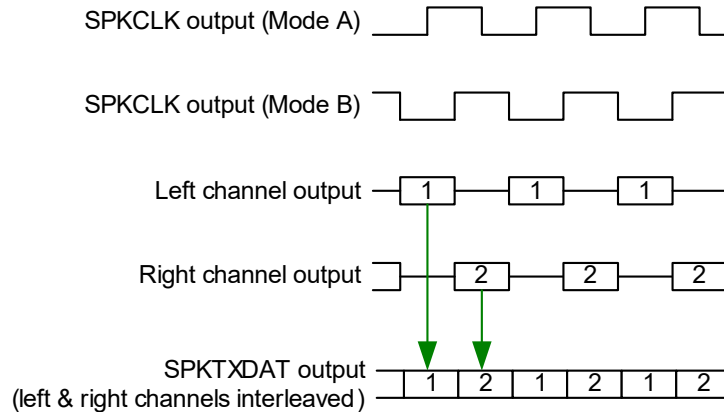 SPKCLK output (Mode A)
SPKCLK output (Mode B)
Left channel output
1 1 1
Right channel output
2 2 2
SPKTXDAT output
(left & right channels interleaved)
1 2 1 2 1 2